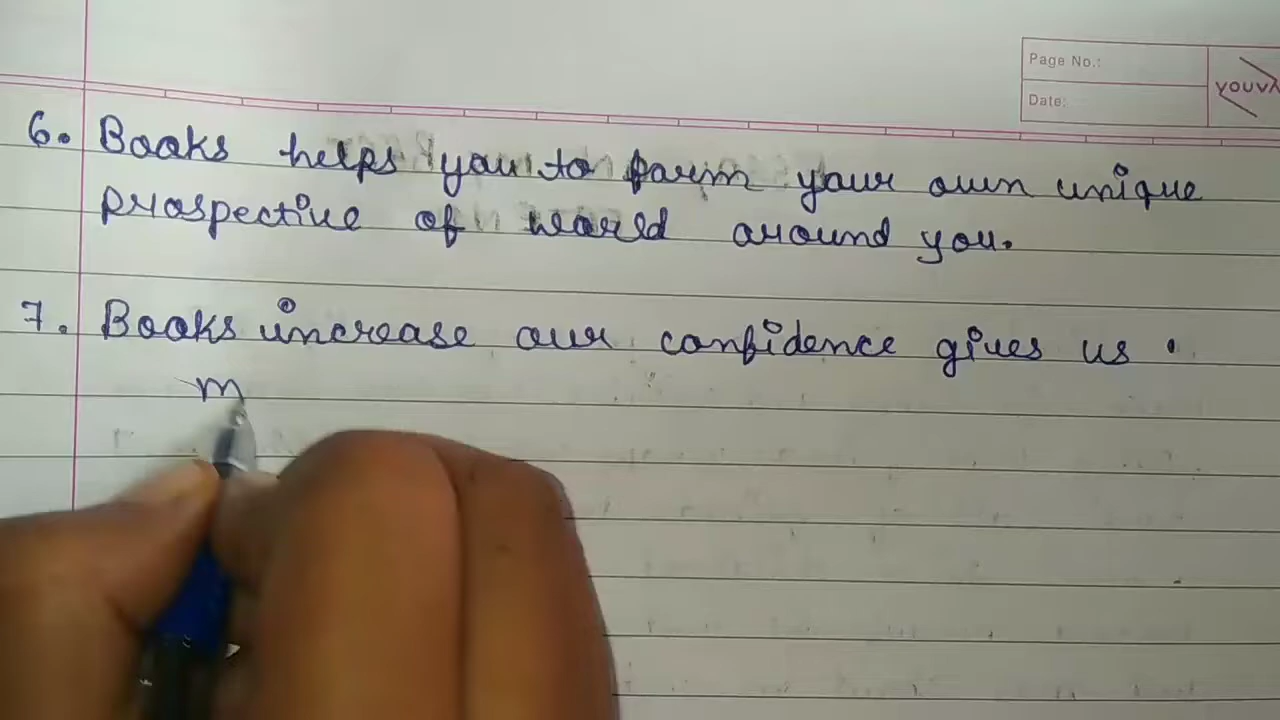 Page No.:
YOUVA
Date:
6. Books helps you to form your own unique
prospective of world around you.
7. Books increase our confidence gives us
m